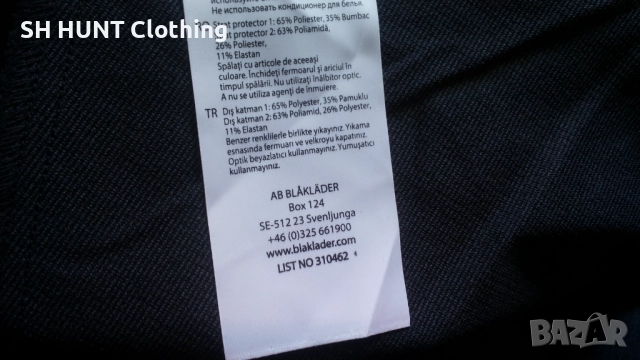 SH HUNT Clothing
Не использовать кондиционер для белья.
RO Strat protector 1: 65% Poliester, 35% Bumbac
Strat protector 2: 63% Poliamidă,
26% Poliester,
11% Elastan
Spălați cu articole de aceeași
culoare. Închideți fermoarul și ariciul în
timpul spălării. Nu utilizați înălbitor optic.
A nu se utiliza agenți de înmuiere.
TR Dış katman 1: 65% Polyester, 35% Pamuklu
Dış katman 2: 63% Poliamid, 26% Polyester,
11% Elastan
Benzer renklilerle birlikte yıkayınız. Yıkama
esnasında fermuarı ve velkroyu kapatınız.
Optik beyazlatıcı kullanmayınız. Yumuşatıcı
kullanmayınız.
AB BLÅKLÄDER
Box 124
SE-512 23 Svenljunga
+46 (0)325 661900
www.blaklader.com
LIST NO 310462
BAZAR